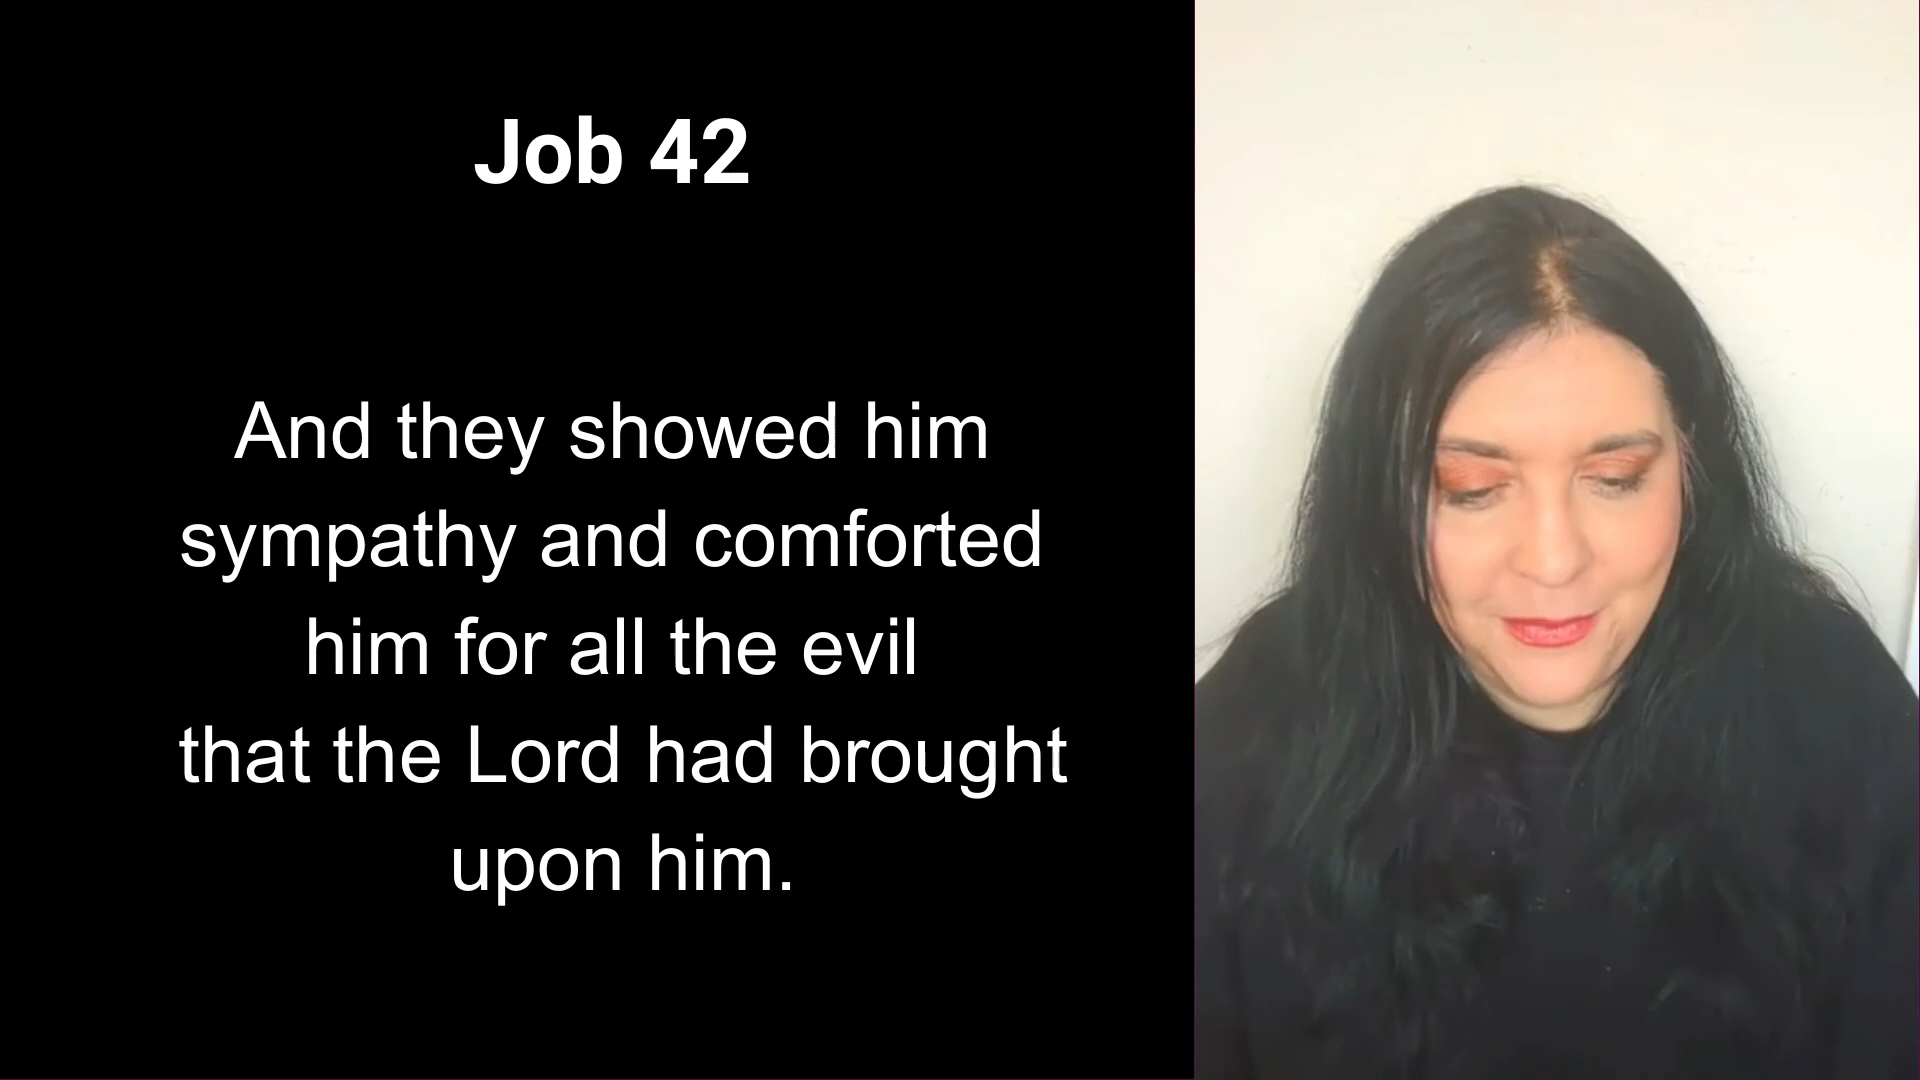 Job 42
And they showed him
sympathy and comforted
him for all the evil
that the Lord had brought
upon him.